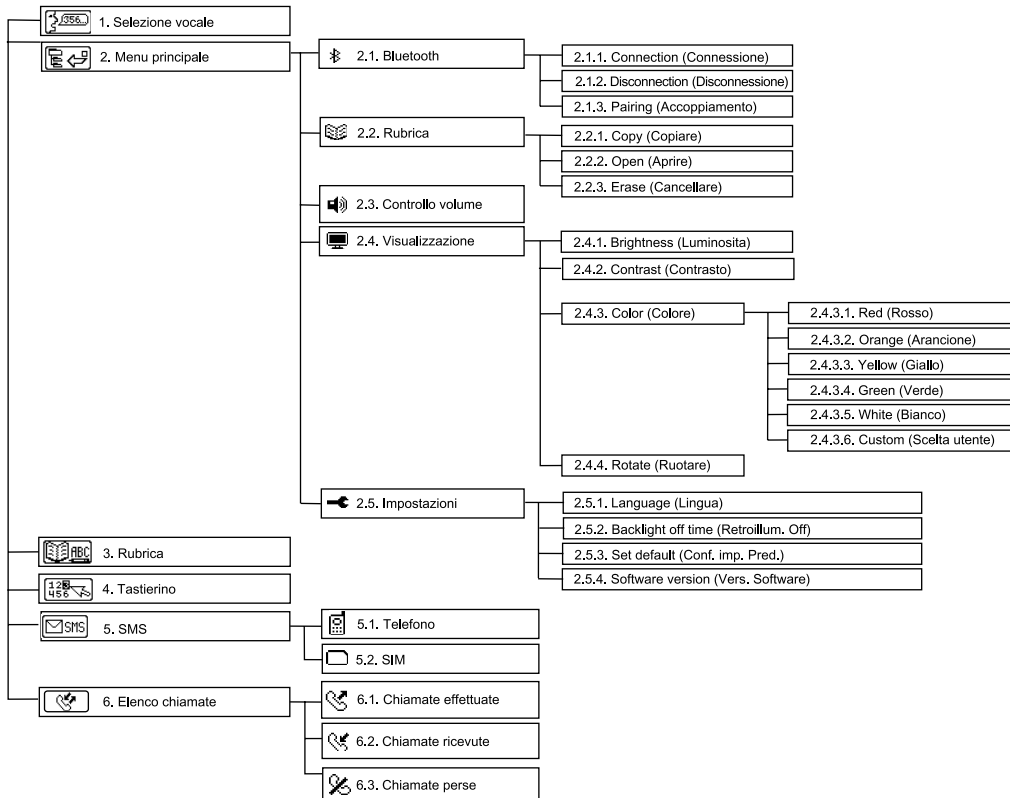 356... 1. Selezione vocale
2. Menu principale
2.1. Bluetooth
2.1.1. Connection (Connessione)
2.1.2. Disconnection (Disconnessione)
2.1.3. Pairing (Accoppiamento)
2.2. Rubrica
2.2.1. Copy (Copiare)
2.2.2. Open (Aprire)
2.2.3. Erase (Cancellare)
2.3. Controllo volume
2.4. Visualizzazione
2.4.1. Brightness (Luminosita)
2.4.2. Contrast (Contrasto)
2.4.3. Color (Colore)
2.4.3.1. Red (Rosso)
2.4.3.2. Orange (Arancione)
2.4.3.3. Yellow (Giallo)
2.4.3.4. Green (Verde)
2.4.3.5. White (Bianco)
2.4.3.6. Custom (Scelta utente)
2.4.4. Rotate (Ruotare)
2.5. Impostazioni
2.5.1. Language (Lingua)
2.5.2. Backlight off time (Retroillum. Off)
2.5.3. Set default (Conf. imp. Pred.)
2.5.4. Software version (Vers. Software)
ABC 3. Rubrica
123
456
4. Tastierino
SMS 5. SMS
5.1. Telefono
5.2. SIM
6. Elenco chiamate
6.1. Chiamate effettuate
6.2. Chiamate ricevute
6.3. Chiamate perse